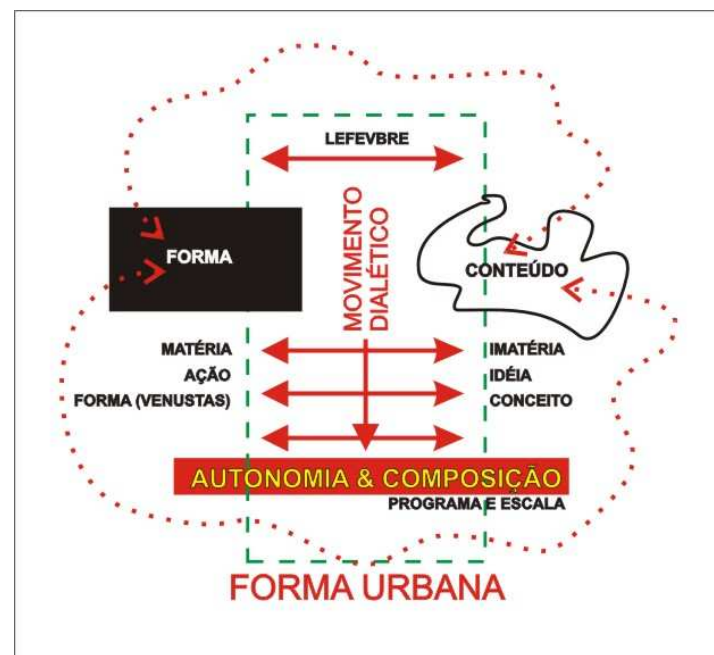 LEFEVBRE
MOVIMENTO
DIALÉTICO
FORMA
CONTEÚDO
MATÉRIA
IMATÉRIA
AÇÃO
IDÉIA
FORMA (VENUSTAS)
CONCEITO
AUTONOMIA & COMPOSIÇÃO
PROGRAMA E ESCALA
FORMA URBANA